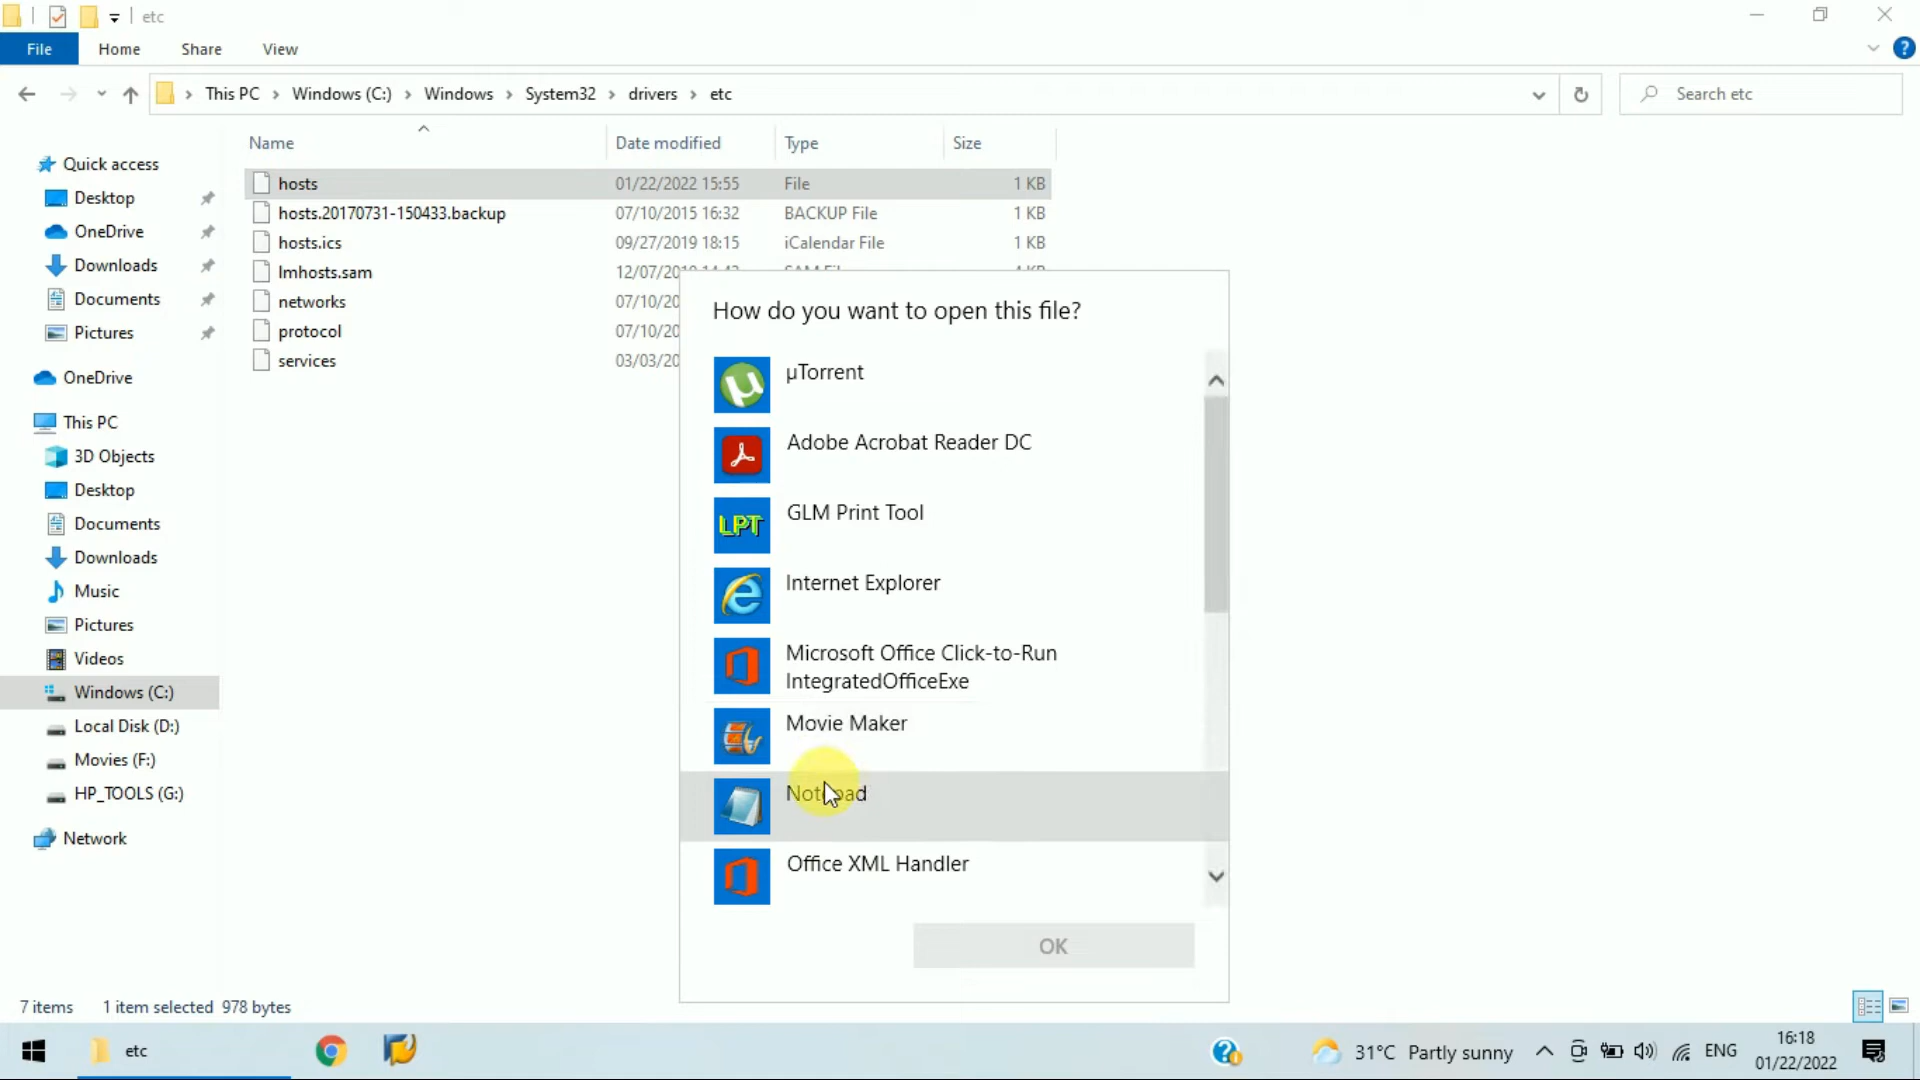 etc
File
Home
Share
View
This PC
Windows (C:)
Windows
System32
drivers
etc
Search etc
Name
Date modified
Type
Size
Quick access
Desktop
OneDrive
Downloads
Documents
Pictures
OneDrive
This PC
3D Objects
Desktop
Documents
Downloads
Music
Pictures
Videos
Windows (C:)
Local Disk (D:)
Movies (F:)
HP_TOOLS (G:)
Network
hosts 01/22/2022 15:55 File 1 KB
hosts.20170731-150433.backup 07/10/2015 16:32 BACKUP File 1 KB
hosts.ics 09/27/2019 18:15 iCalendar File 1 KB
lmhosts.sam
networks
protocol
services
How do you want to open this file?
µTorrent
Adobe Acrobat Reader DC
LPT
GLM Print Tool
Internet Explorer
Microsoft Office Click-to-Run
IntegratedOfficeExe
Movie Maker
Notepad
Office XML Handler
OK
7 items
1 item selected 978 bytes
etc
31°C Partly sunny
ENG
16:18
01/22/2022